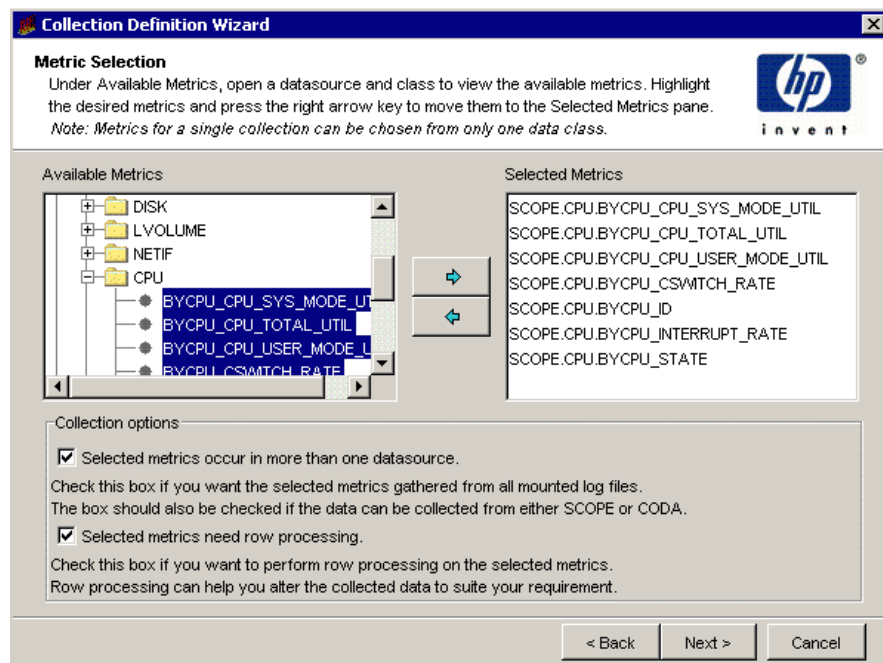 Collection Definition Wizard
Metric Selection
Under Available Metrics, open a datasource and class to view the available metrics. Highlight
the desired metrics and press the right arrow key to move them to the Selected Metrics pane.
Note: Metrics for a single collection can be chosen from only one data class.
hp
®
invent
Available Metrics
DISK
LVOLUME
NETIF
CPU
BYCPU_CPU_SYS_MODE_UT
BYCPU_CPU_TOTAL_UTIL
BYCPU_CPU_USER_MODE_U
BYCPU_CSWITCH_RATE
Selected Metrics
SCOPE.CPU.BYCPU_CPU_SYS_MODE_UTIL
SCOPE.CPU.BYCPU_CPU_TOTAL_UTIL
SCOPE.CPU.BYCPU_CPU_USER_MODE_UTIL
SCOPE.CPU.BYCPU_CSWITCH_RATE
SCOPE.CPU.BYCPU_ID
SCOPE.CPU.BYCPU_INTERRUPT_RATE
SCOPE.CPU.BYCPU_STATE
Collection options
Selected metrics occur in more than one datasource.
Check this box if you want the selected metrics gathered from all mounted log files.
The box should also be checked if the data can be collected from either SCOPE or CODA.
Selected metrics need row processing.
Check this box if you want to perform row processing on the selected metrics.
Row processing can help you alter the collected data to suite your requirement.
< Back
Next >
Cancel